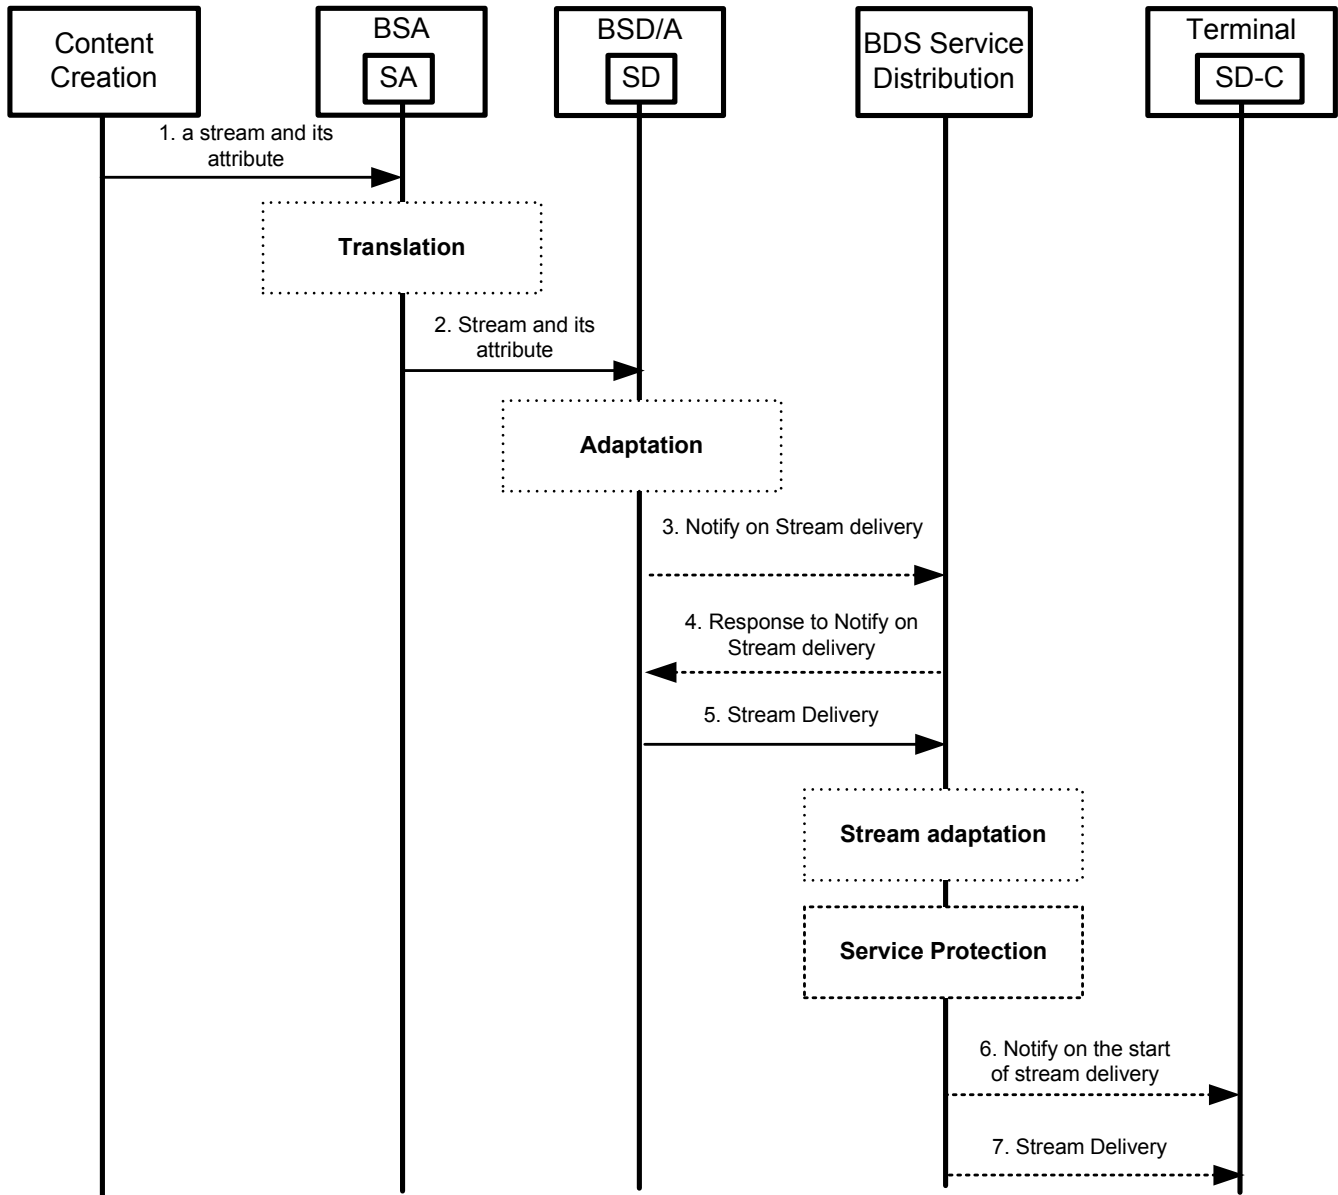 Content
Creation
BSA
SA
BSD/A
SD
BDS Service
Distribution
Terminal
SD-C
1. a stream and its
attribute
Translation
2. Stream and its
attribute
Adaptation
3. Notify on Stream delivery
4. Response to Notify on
Stream delivery
5. Stream Delivery
Stream adaptation
Service Protection
6. Notify on the start
of stream delivery
7. Stream Delivery